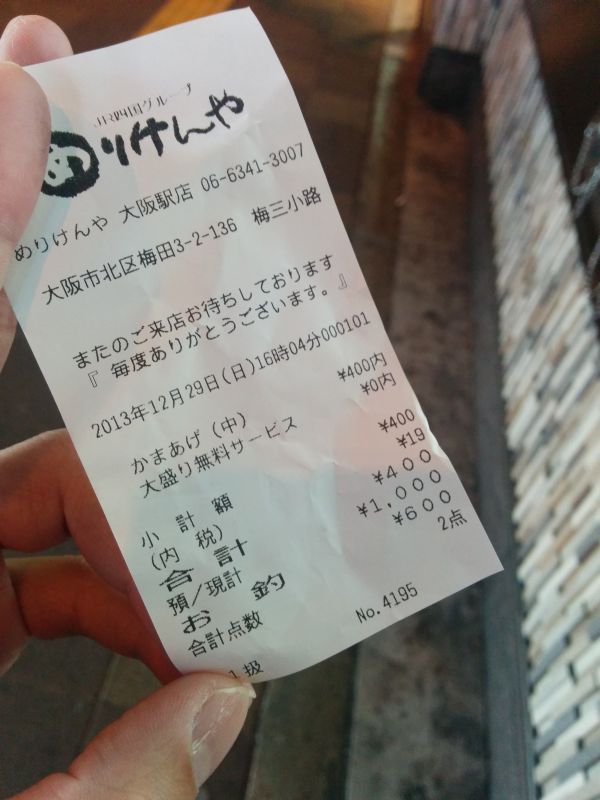 JR四国グループ
めりけんや
めりけんや 大阪駅店 06-6341-3007
大阪市北区梅田3-2-136 梅三小路
またのご来店お待ちしております
『 毎度ありがとうございます。』
2013年12月29日(日)16時04分000101
かまあげ(中) ¥400内
大盛り無料サービス ¥0内
小計額 ¥400
(内 税) ¥19
合計 ¥400
預/現計 ¥1,000
お 釣 ¥600
合計点数 2点
No.4195
1扱